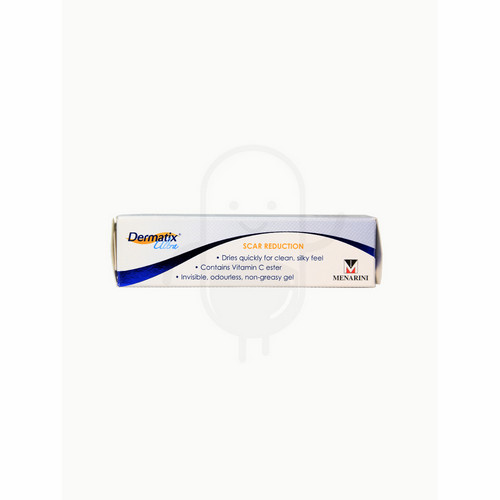 Dermatix®
Ultra
SCAR REDUCTION
• Dries quickly for clean, silky feel
• Contains Vitamin C ester
• Invisible, odourless, non-greasy gel
MENARINI